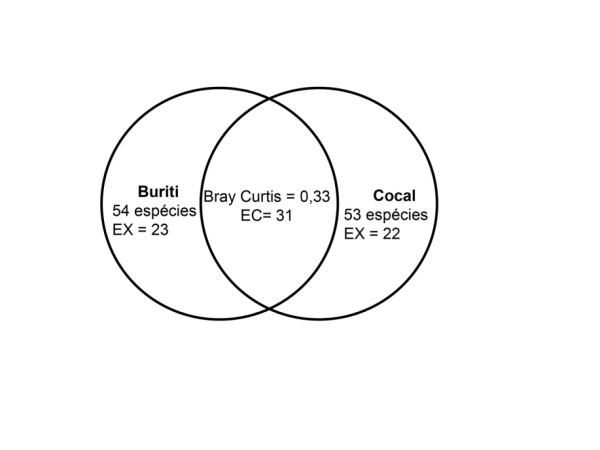 Buriti
54 espécies
EX = 23
Bray Curtis = 0,33
EC= 31
Cocal
53 espécies
EX = 22